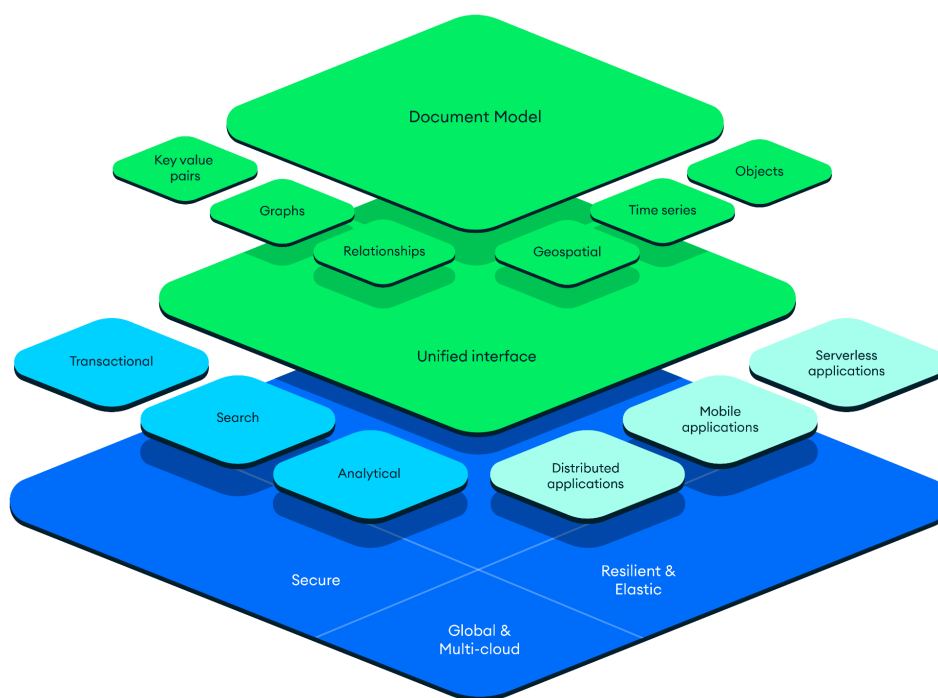 Document Model
Key value
pairs
Objects
Graphs
Time series
Relationships
Geospatial
Unified interface
Transactional
Serverless
applications
Search
Mobile
applications
Analytical
Distributed
applications
Secure
Resilient &
Elastic
Global &
Multi-cloud